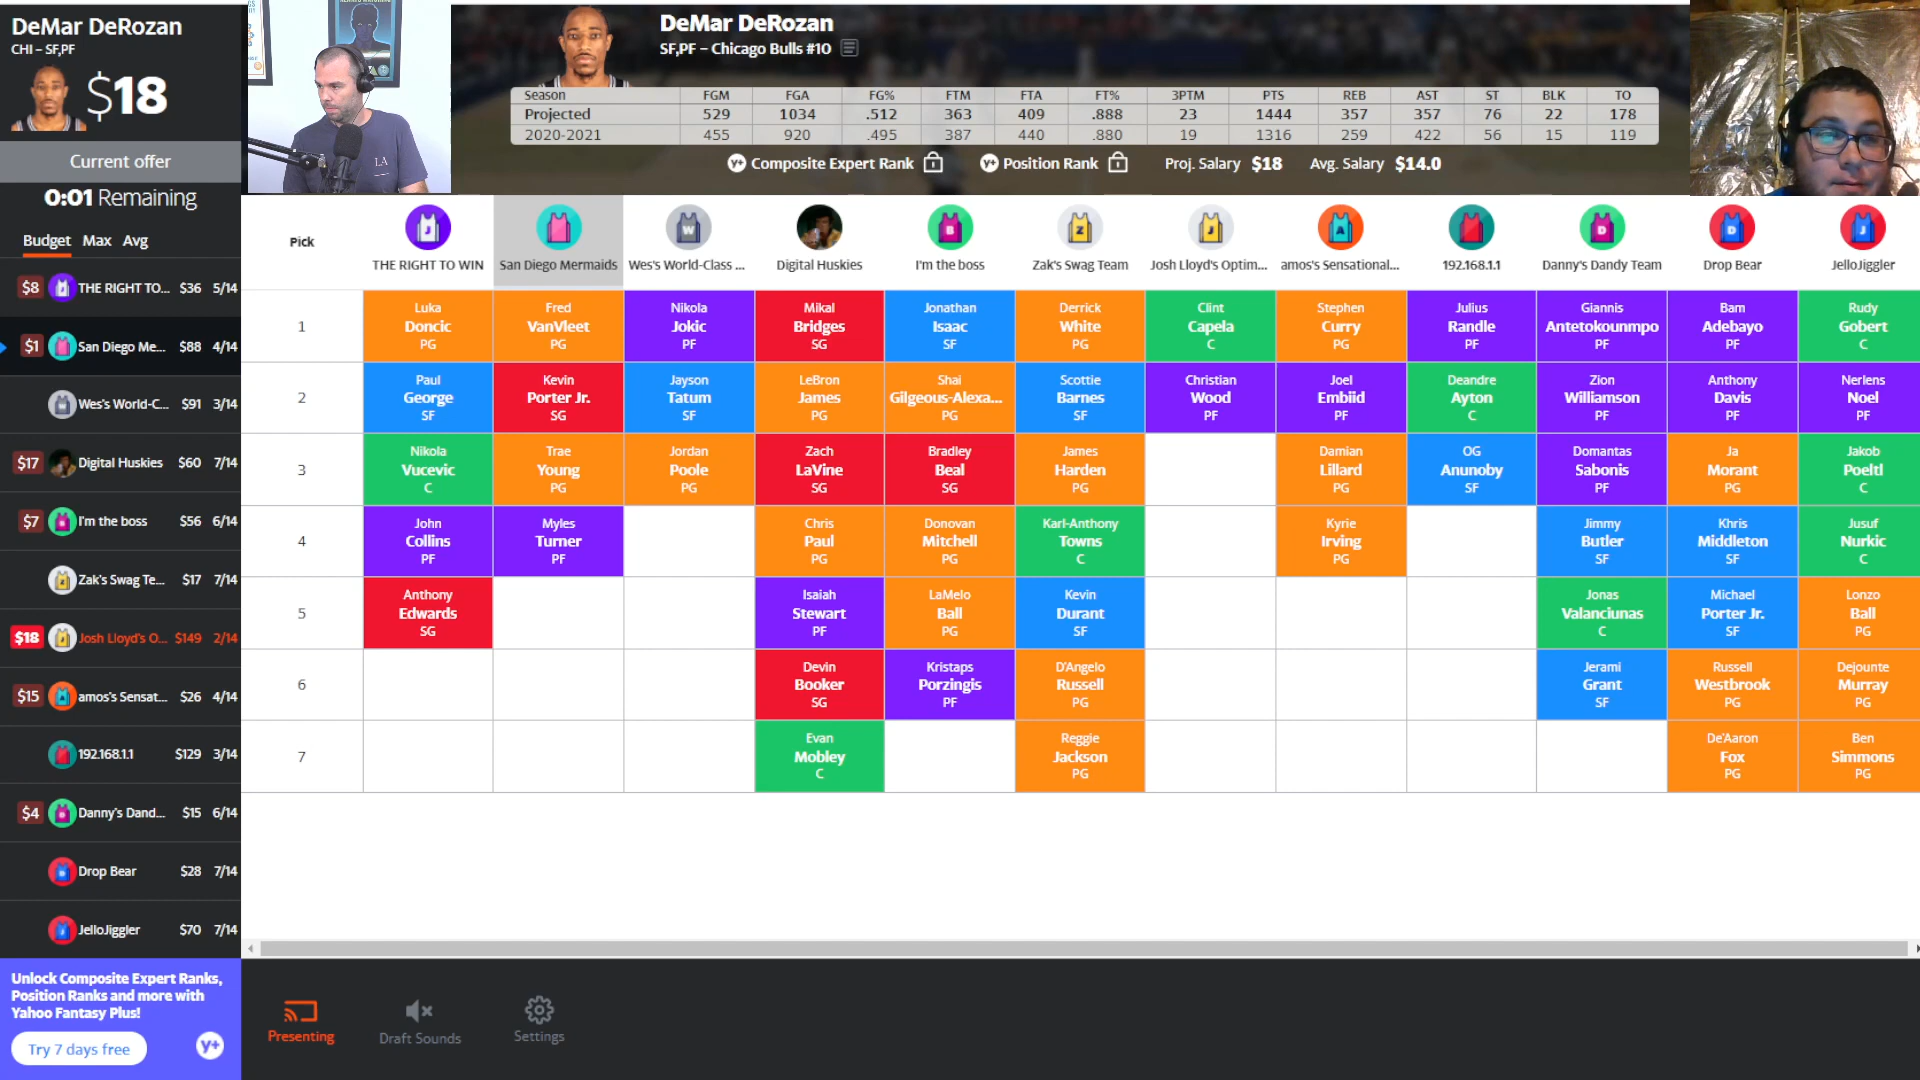 DeMar DeRozan
CHI – SF,PF
$18
Current offer
0:01 Remaining
Budget Max Avg
$8 J THE RIGHT TO... $36 5/14
$1 San Diego Me... $88 4/14
W Wes's World-C... $91 3/14
$17 Digital Huskies $60 7/14
$7 B I'm the boss $56 6/14
Z Zak's Swag Te... $17 7/14
$18 J Josh Lloyd's O... $149 2/14
$15 A amos's Sensat... $26 4/14
192.168.1.1 $129 3/14
$4 D Danny's Dand... $15 6/14
D Drop Bear $28 7/14
J JelloJiggler $70 7/14
Unlock Composite Expert Ranks,
Position Ranks and more with
Yahoo Fantasy Plus!
Try 7 days free y+
LA
DeMar DeRozan
SF,PF – Chicago Bulls #10
Season FGM FGA FG% FTM FTA FT% 3PTM PTS REB AST ST BLK TO
Projected 529 1034 .512 363 409 .888 23 1444 357 357 76 22 178
2020-2021 455 920 .495 387 440 .880 19 1316 259 422 56 15 119
y+ Composite Expert Rank y+ Position Rank Proj. Salary $18 Avg. Salary $14.0
J W B Z J A D D J
Pick THE RIGHT TO WIN San Diego Mermaids Wes's World-Class ... Digital Huskies I'm the boss Zak's Swag Team Josh Lloyd's Optim... amos's Sensational... 192.168.1.1 Danny's Dandy Team Drop Bear JelloJiggler
Luka Fred Nikola Mikal Jonathan Derrick Clint Stephen Julius Giannis Bam Rudy
1 Doncic VanVleet Jokic Bridges Isaac White Capela Curry Randle Antetokounmpo Adebayo Gobert
PG PG PF SG SF PG C PG PF PF PF C
Paul Kevin Jayson LeBron Shai Scottie Christian Joel Deandre Zion Anthony Nerlens
2 George Porter Jr. Tatum James Gilgeous-Alexa... Barnes Wood Embiid Ayton Williamson Davis Noel
SF SG SF PG PG SF PF PF C PF PF PF
Nikola Trae Jordan Zach Bradley James Damian OG Domantas Ja Jakob
3 Vucevic Young Poole LaVine Beal Harden Lillard Anunoby Sabonis Morant Poeltl
C PG PG SG SG PG PG SF PF PG C
John Myles Chris Donovan Karl-Anthony Kyrie Jimmy Khris Jusuf
4 Collins Turner Paul Mitchell Towns Irving Butler Middleton Nurkic
PF PF PG PG C PG SF SF C
Anthony Isaiah LaMelo Kevin Jonas Michael Lonzo
5 Edwards Stewart Ball Durant Valanciunas Porter Jr. Ball
SG PF PG SF C SF PG
Devin Kristaps D'Angelo Jerami Russell Dejounte
6 Booker Porzingis Russell Grant Westbrook Murray
SG PF PG SF PG PG
Evan Reggie De'Aaron Ben
7 Mobley Jackson Fox Simmons
C PG PG PG
Presenting Draft Sounds Settings